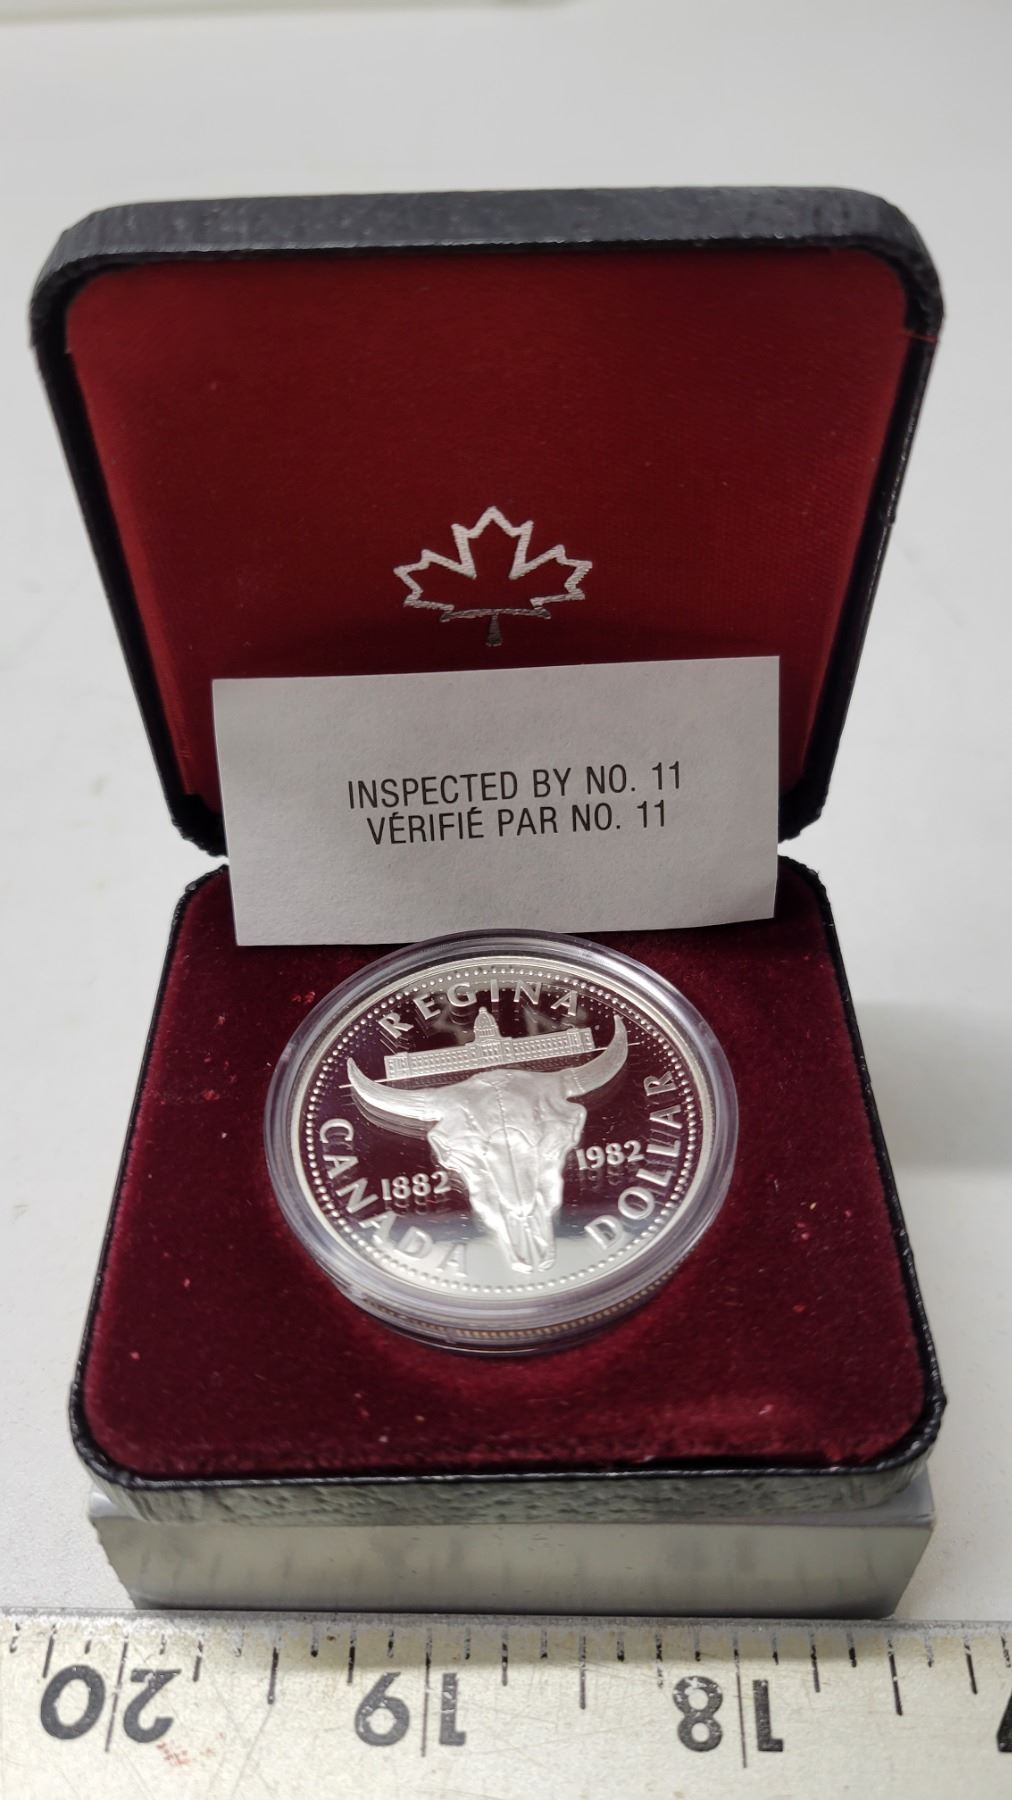 INSPECTED BY NO. 11
VÉRIFIÉ PAR NO. 11
REGINA
1882 1982
CANADA DOLLAR
20 19 18